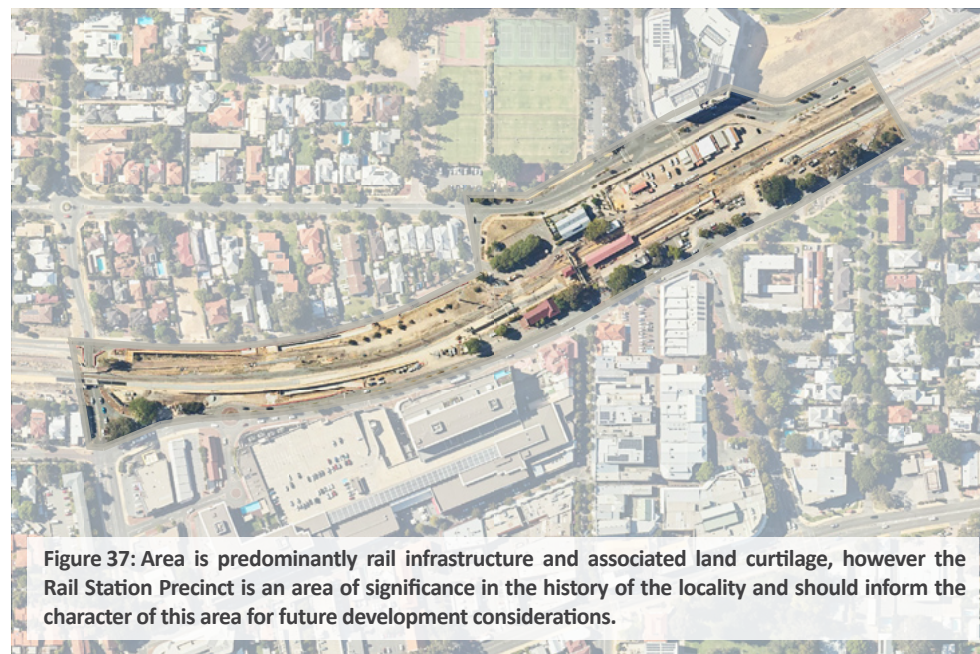 Figure 37: Area is predominantly rail infrastructure and associated land curtilage, however the
Rail Station Precinct is an area of significance in the history of the locality and should inform the
character of this area for future development considerations.